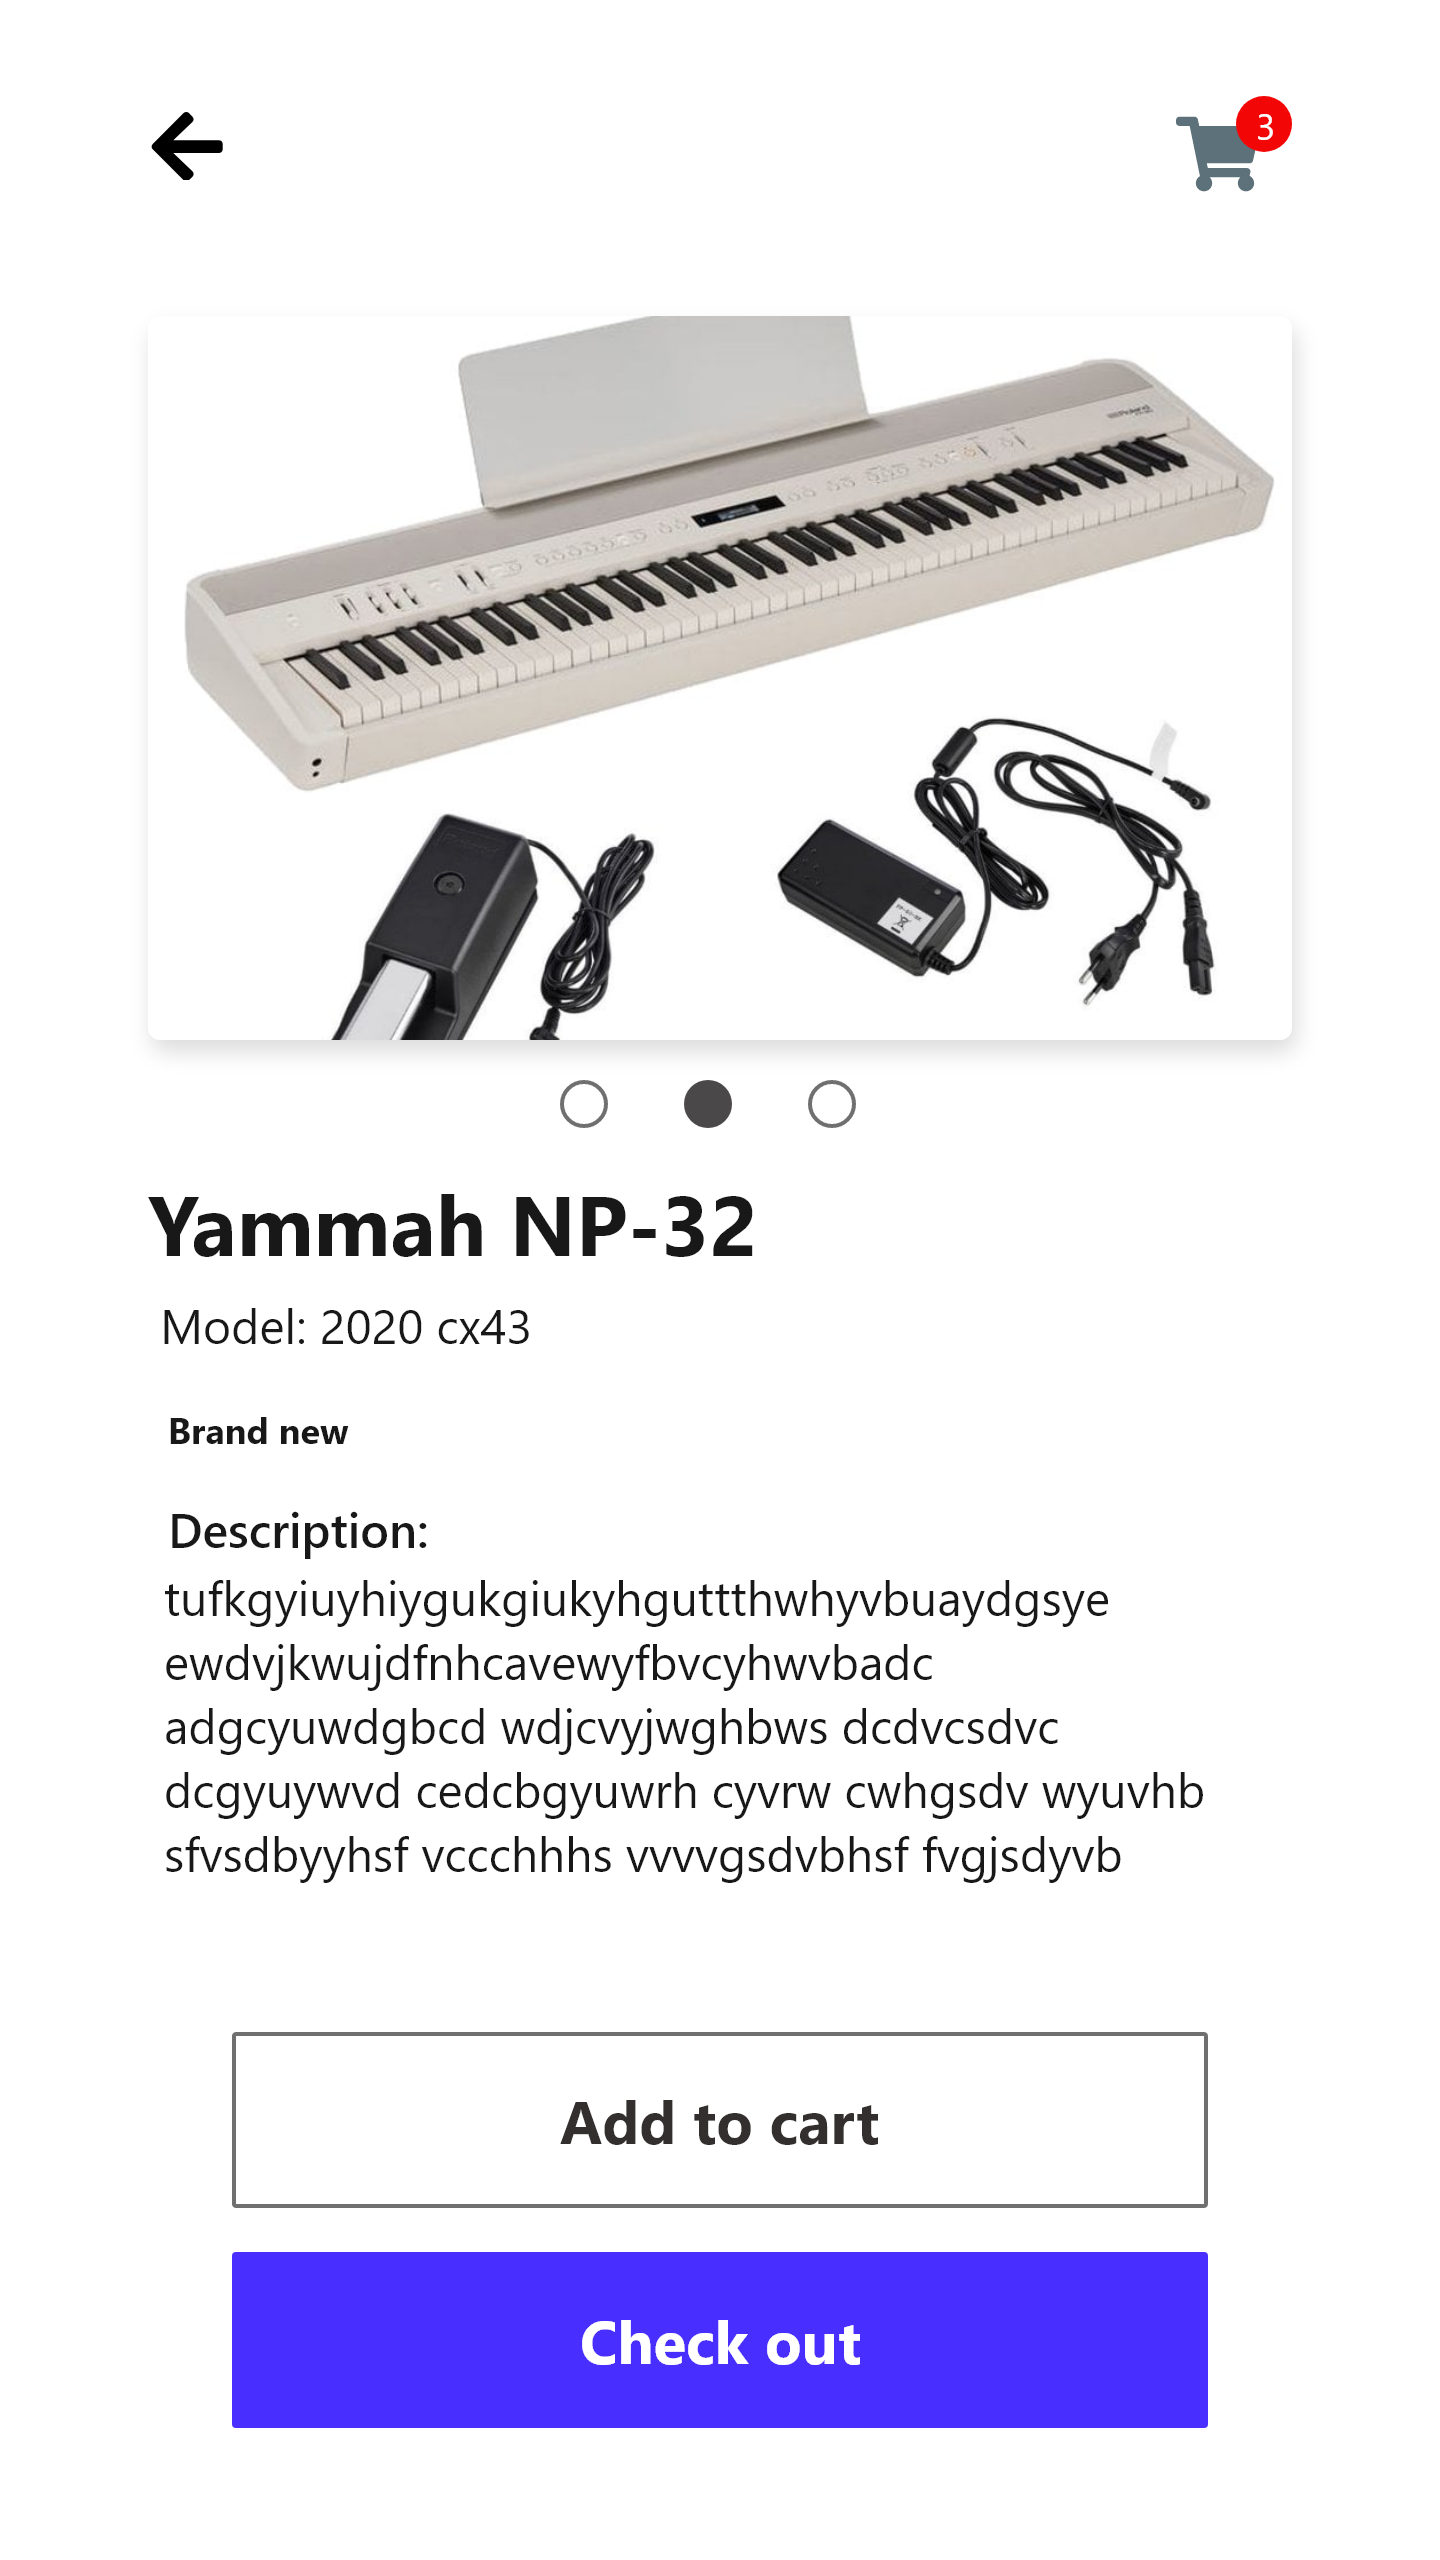 3
Roland
Yammah NP-32
Model: 2020 cx43
Brand new
Description:
tufkgyiuyhiygukgiukyhguttthwhyvbuaydgsye
ewdvjkwujdfnhcavewyfbvcyhwvbadc
adgcyuwdgbcd wdjcvyjwghbws dcdvcsdvc
dcgyuywvd cedcbgyuwrh cyvrw cwhgsdv wyuvhb
sfvsdbyyhsf vccchhhs vvvvgsdvbhsf fvgjsdyvb
Add to cart
Check out